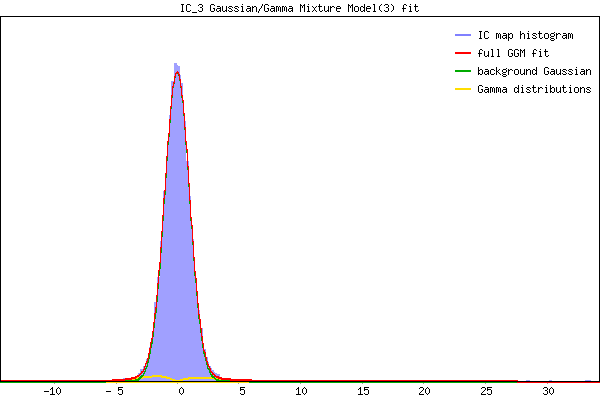 IC_3 Gaussian/Gamma Mixture Model(3) fit
IC map histogram
full GGM fit
background Gaussian
Gamma distributions
-10 -5 0 5 10 15 20 25 30